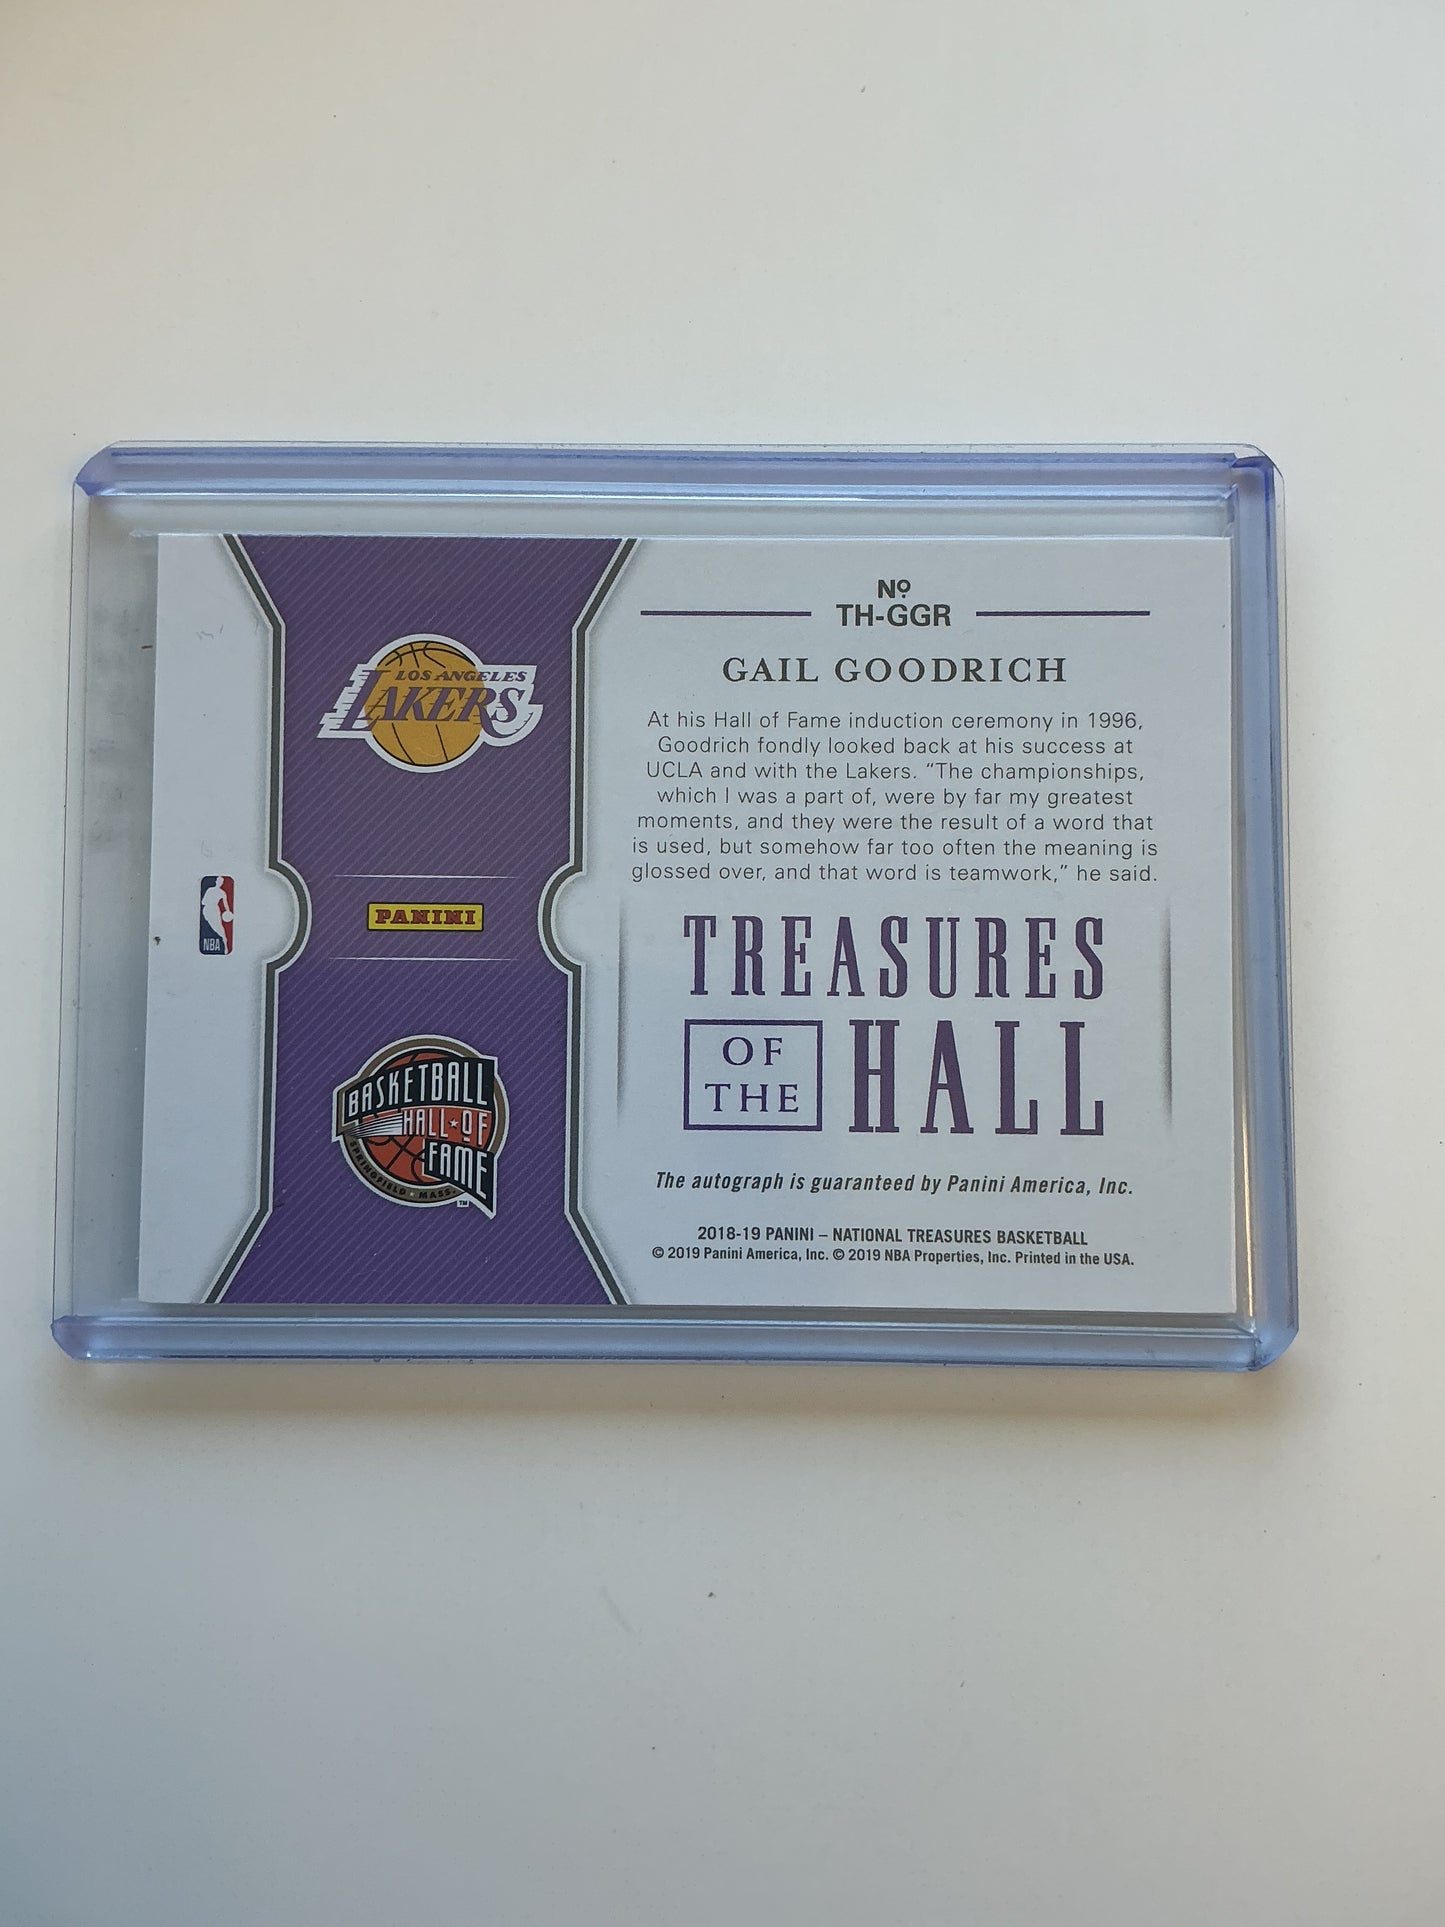 Nº
TH-GGR
GAIL GOODRICH
At his Hall of Fame induction ceremony in 1996,
Goodrich fondly looked back at his success at
UCLA and with the Lakers. “The championships,
which I was a part of, were by far my greatest
moments, and they were the result of a word that
is used, but somehow far too often the meaning is
glossed over, and that word is teamwork,” he said.
TREASURES
OF THE HALL
The autograph is guaranteed by Panini America, Inc.
2018-19 PANINI – NATIONAL TREASURES BASKETBALL
© 2019 Panini America, Inc. © 2019 NBA Properties, Inc. Printed in the USA.
LOS ANGELES
LAKERS
PANINI
NBA
BASKETBALL
HALL★OF
FAME
SPRINGFIELD ★ MASS.
TM